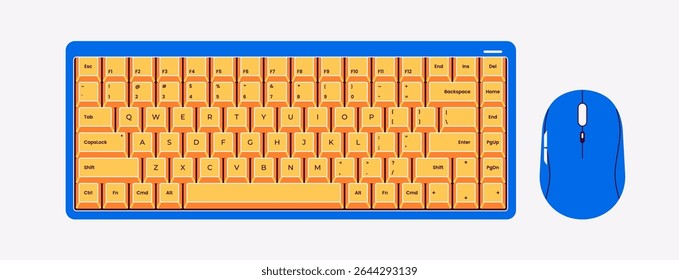 Esc F1 F2 F3 F4 F5 F6 F7 F8 F9 F10 F11 F12 End Ins Del
~ ! @ # $ % ^ & * ( ) - +
1 2 3 4 5 6 7 8 9 0 = Backspace Home
Tab Q W E R T Y U I O P { [ } ] | \ End
CapsLock A S D F G H J K L Enter PgUp
Shift Z X C V B N M ? / Shift PgDn
Ctrl Fn Cmd Alt Alt Fn Cmd
shutterstock.com · 2644293139